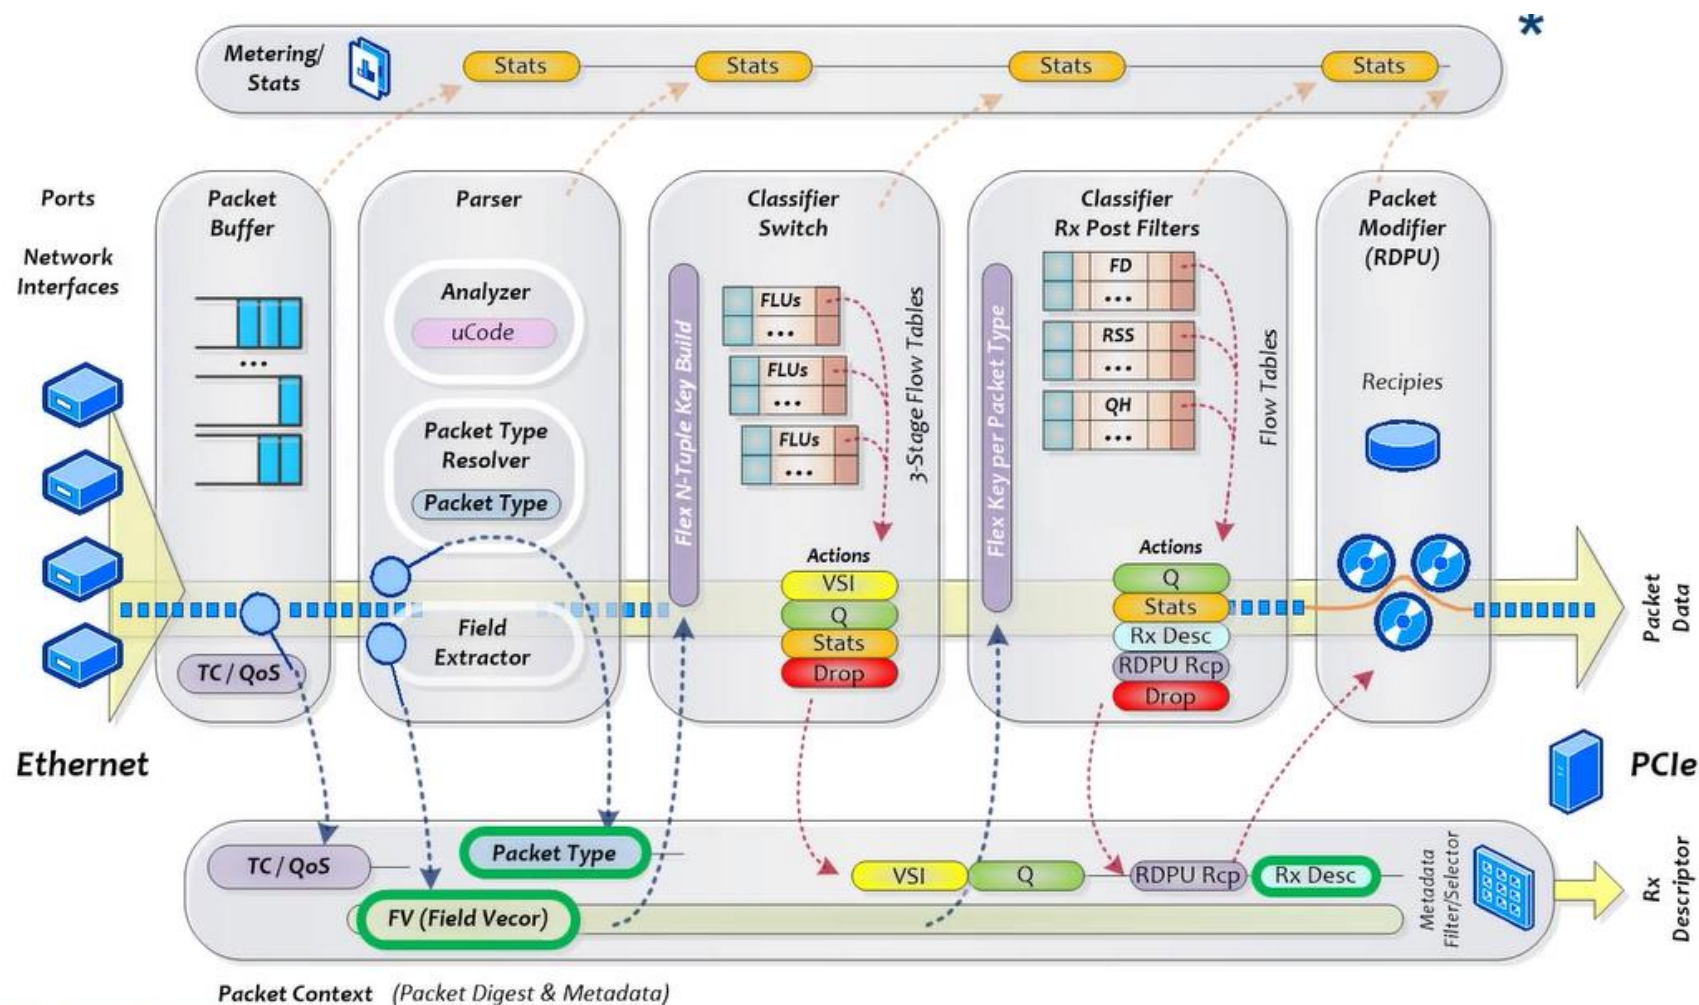 *
Metering/
Stats
Stats
Stats
Stats
Stats
Ports
Network
Interfaces
Ethernet
Packet
Buffer
...
TC / QoS
Parser
Analyzer
uCode
Packet Type
Resolver
Packet Type
Field
Extractor
Classifier
Switch
Flex N-Tuple Key Build
FLUs
...
FLUs
...
FLUs
...
3-Stage Flow Tables
Actions
VSI
Q
Stats
Drop
Classifier
Rx Post Filters
Flex Key per Packet Type
FD
...
RSS
...
QH
...
Flow Tables
Actions
Q
Stats
Rx Desc
RDPU Rcp
Drop
Packet
Modifier
(RDPU)
Recipies
Packet
Data
PCIe
TC / QoS
Packet Type
FV (Field Vecor)
VSI
Q
RDPU Rcp
Rx Desc
Metadata
Filter/Selector
Rx
Descriptor
Packet Context (Packet Digest & Metadata)